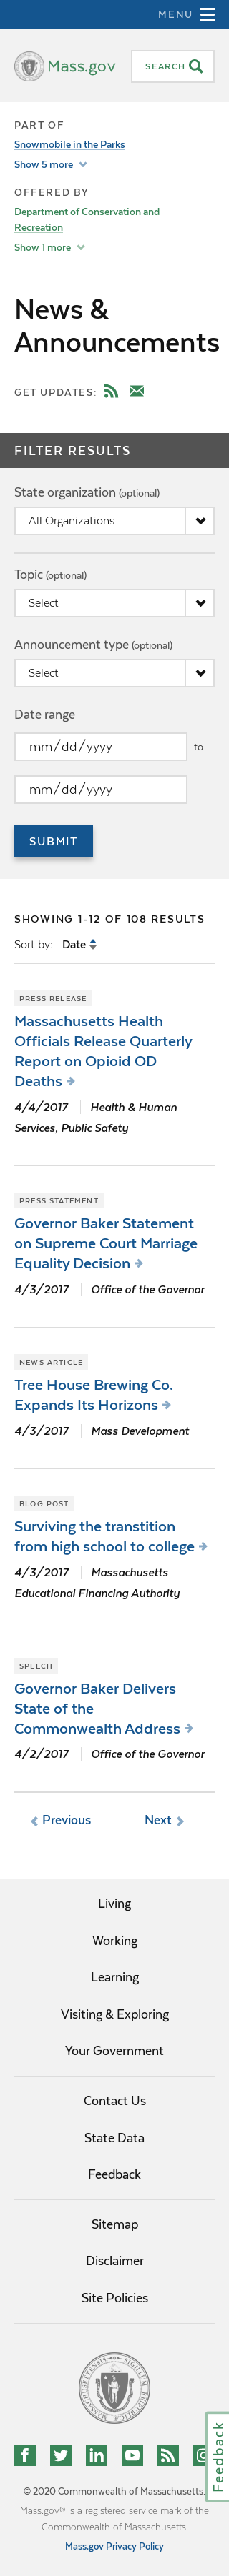 MENU
Mass.gov
SEARCH
PART OF
Snowmobile in the Parks
Show 5 more
OFFERED BY
Department of Conservation and
Recreation
Show 1 more
News &
Announcements
GET UPDATES:
FILTER RESULTS
State organization (optional)
All Organizations
Topic (optional)
Select
Announcement type (optional)
Select
Date range
mm/dd/yyyy to
mm/dd/yyyy
SUBMIT
SHOWING 1-12 OF 108 RESULTS
Sort by: Date
PRESS RELEASE
Massachusetts Health
Officials Release Quarterly
Report on Opioid OD
Deaths
4/4/2017 Health & Human
Services, Public Safety
PRESS STATEMENT
Governor Baker Statement
on Supreme Court Marriage
Equality Decision
4/3/2017 Office of the Governor
NEWS ARTICLE
Tree House Brewing Co.
Expands Its Horizons
4/3/2017 Mass Development
BLOG POST
Surviving the transtition
from high school to college
4/3/2017 Massachusetts
Educational Financing Authority
SPEECH
Governor Baker Delivers
State of the
Commonwealth Address
4/2/2017 Office of the Governor
Previous Next
Living
Working
Learning
Visiting & Exploring
Your Government
Contact Us
State Data
Feedback
Sitemap
Disclaimer
Site Policies
Feedback
© 2020 Commonwealth of Massachusetts.
Mass.gov® is a registered service mark of the
Commonwealth of Massachusetts.
Mass.gov Privacy Policy